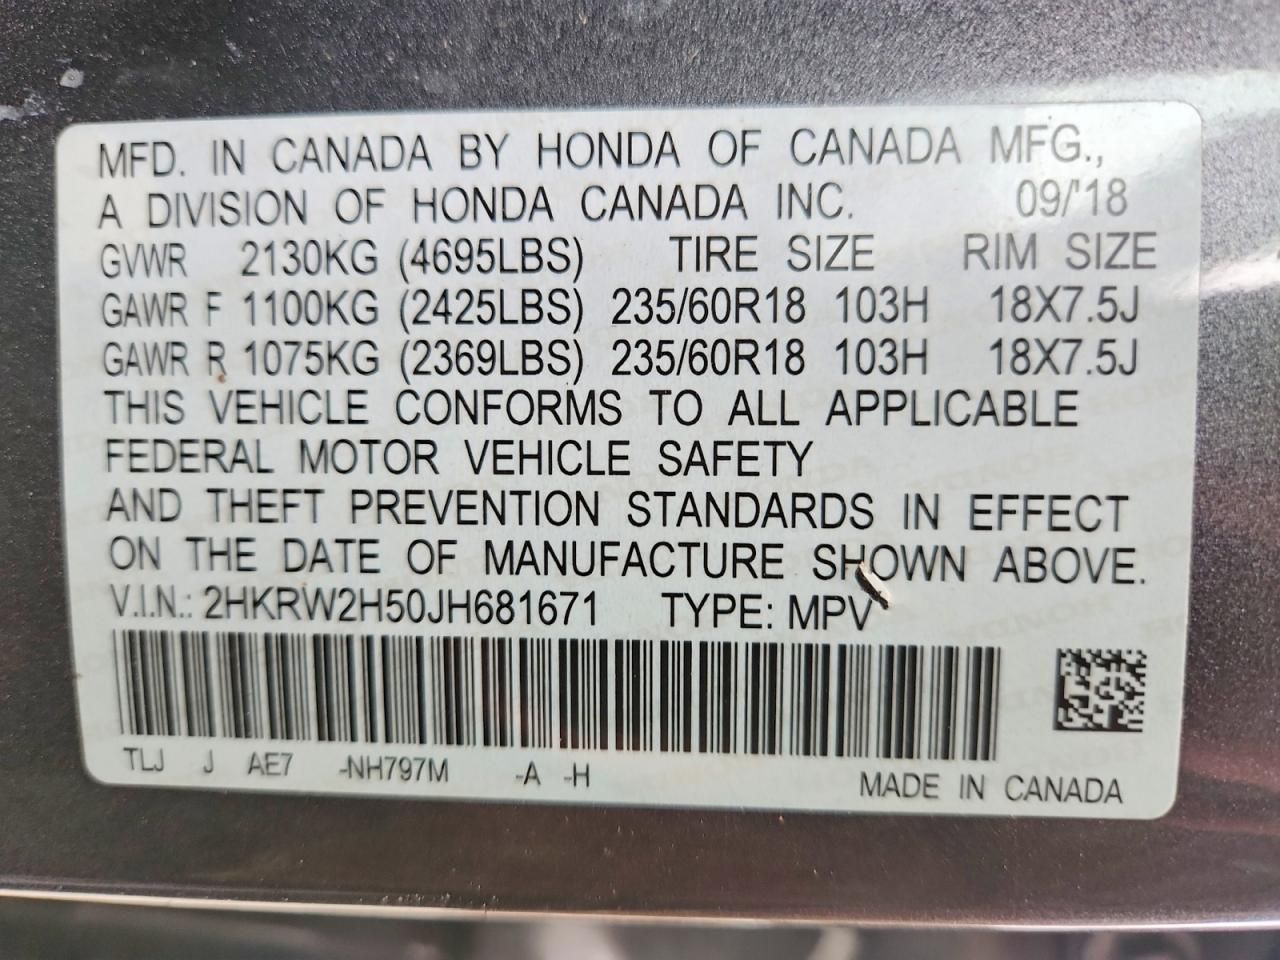 MFD. IN CANADA BY HONDA OF CANADA MFG.,
A DIVISION OF HONDA CANADA INC. 09/'18
GVWR 2130KG (4695LBS) TIRE SIZE RIM SIZE
GAWR F 1100KG (2425LBS) 235/60R18 103H 18X7.5J
GAWR R 1075KG (2369LBS) 235/60R18 103H 18X7.5J
THIS VEHICLE CONFORMS TO ALL APPLICABLE
FEDERAL MOTOR VEHICLE SAFETY
AND THEFT PREVENTION STANDARDS IN EFFECT
ON THE DATE OF MANUFACTURE SHOWN ABOVE.
V.I.N.: 2HKRW2H50JH681671 TYPE: MPV
TLJ J AE7 -NH797M -A -H
MADE IN CANADA